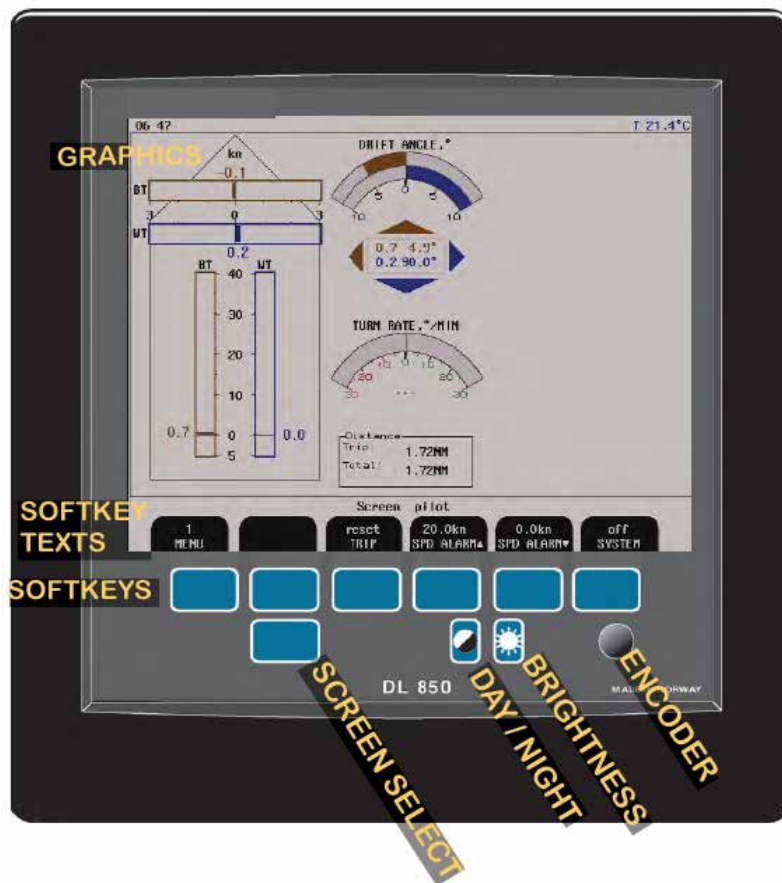 06 47 T 21.4°C
GRAPHICS
kn
-0.1
BT
3 0 3
WT
0.2
BT WT
40
30
20
10
0.7 0 0.0
5
DRIFT ANGLE,°
10 5 0 5 10
0.7 4.9°
0.2 90.0°
TURN RATE,°/MIN
30 20 10 0 10 20 30
...
Distance
Trip: 1.72NM
Total: 1.72NM
Screen pilot
SOFTKEY
TEXTS
1
MENU
reset
TRIP
20.0kn
SPD ALARM▲
0.0kn
SPD ALARM▼
off
SYSTEM
SOFTKEYS
DL 850
SCREEN SELECT
DAY / NIGHT
BRIGHTNESS
ENCODER